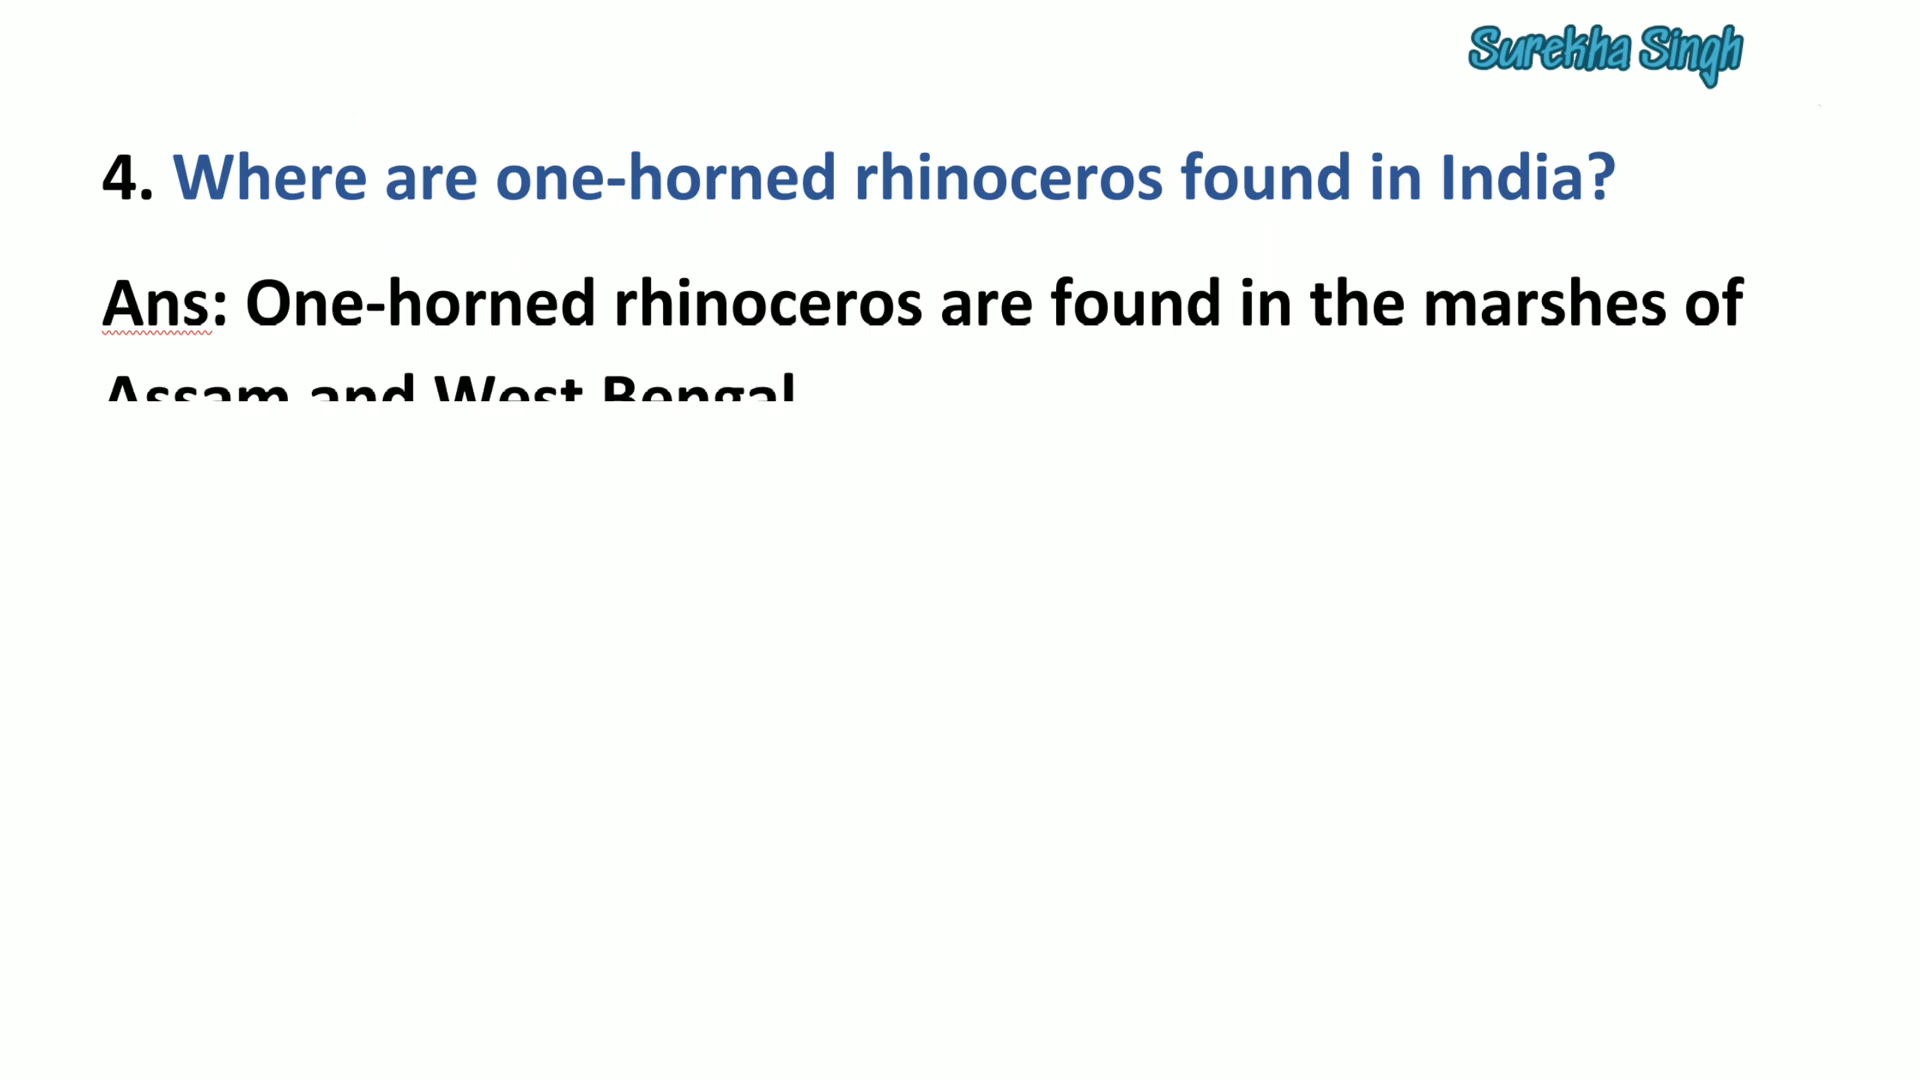 Surekha Singh
4. Where are one-horned rhinoceros found in India?
Ans: One-horned rhinoceros are found in the marshes of
Assam and West Bengal